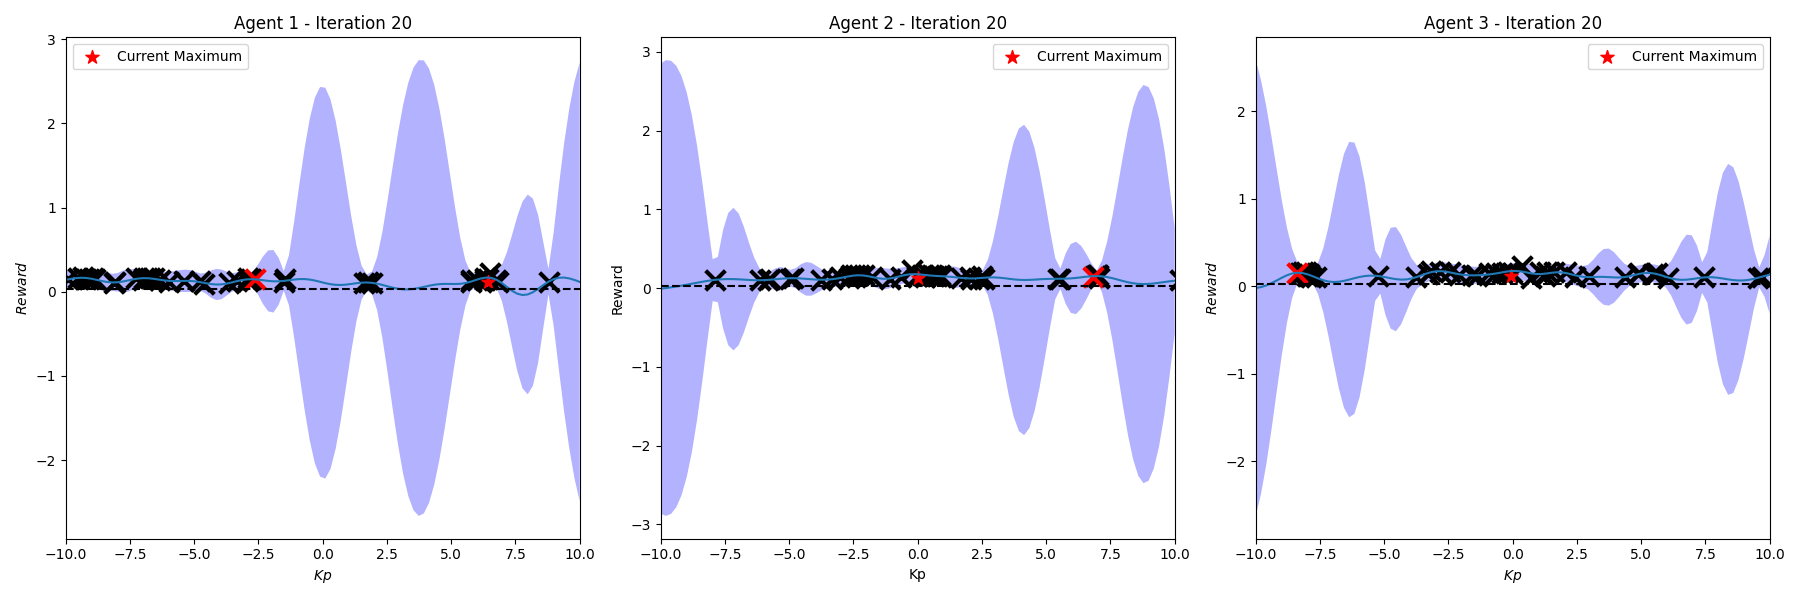 Agent 1 - Iteration 20
Current Maximum
3
2
1
0
−1
−2
Reward
−10.0 −7.5 −5.0 −2.5 0.0 2.5 5.0 7.5 10.0
Kp
Agent 2 - Iteration 20
Current Maximum
3
2
1
0
−1
−2
−3
Reward
−10.0 −7.5 −5.0 −2.5 0.0 2.5 5.0 7.5 10.0
Kp
Agent 3 - Iteration 20
Current Maximum
2
1
0
−1
−2
Reward
−10.0 −7.5 −5.0 −2.5 0.0 2.5 5.0 7.5 10.0
Kp